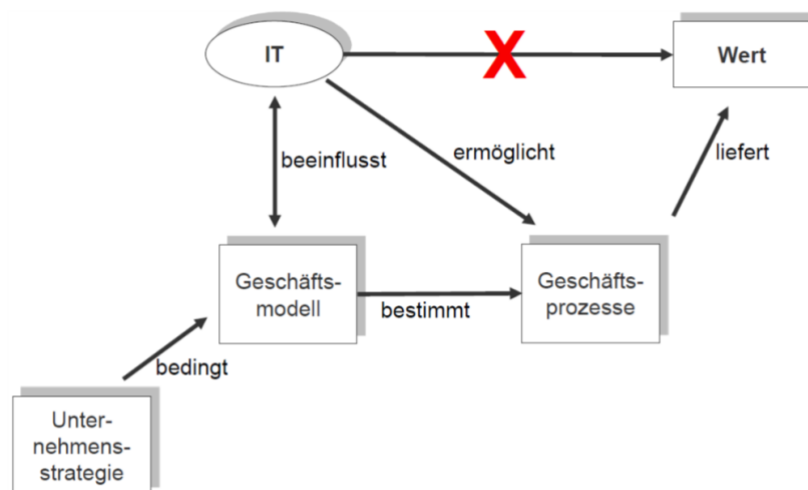 IT
X
Wert
beeinflusst
ermöglicht
liefert
Geschäfts-
modell
bestimmt
Geschäfts-
prozesse
bedingt
Unter-
nehmens-
strategie